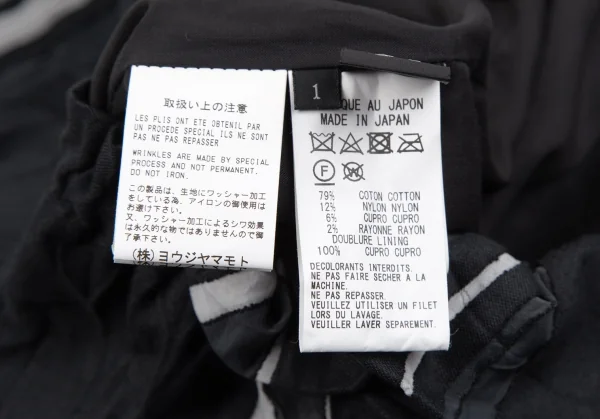 取扱い上の注意
LES PLIS ONT ETE OBTENIL PAR
UN PROCEDE SPECIAL ILS NE SONT
PAS NE PAS REPASSER
WRINKLES ARE MADE BY SPECIAL
PROCESS AND NOT PERMANENT.
DO NOT IRON.
この製品は、生地にワッシャー加工
をしている為、アイロンの御使用は
お避け下さい。
又、ワッシャー加工によるシワ効果
は永久的な物ではありませんので御
了承下さい。
(株)ヨウジヤマモト
1
QUE AU JAPON
MADE IN JAPAN
F
W
79% COTON COTTON
12% NYLON NYLON
6% CUPRO CUPRO
2% RAYONNE RAYON
DOUBLURE LINING
100% CUPRO CUPRO
DECOLORANTS INTERDITS.
NE PAS FAIRE SECHER A LA
MACHINE.
NE PAS REPASSER.
VEUILLEZ UTILISER UN FILET
LORS DU LAVAGE.
VEUILLER LAVER SEPAREMENT.